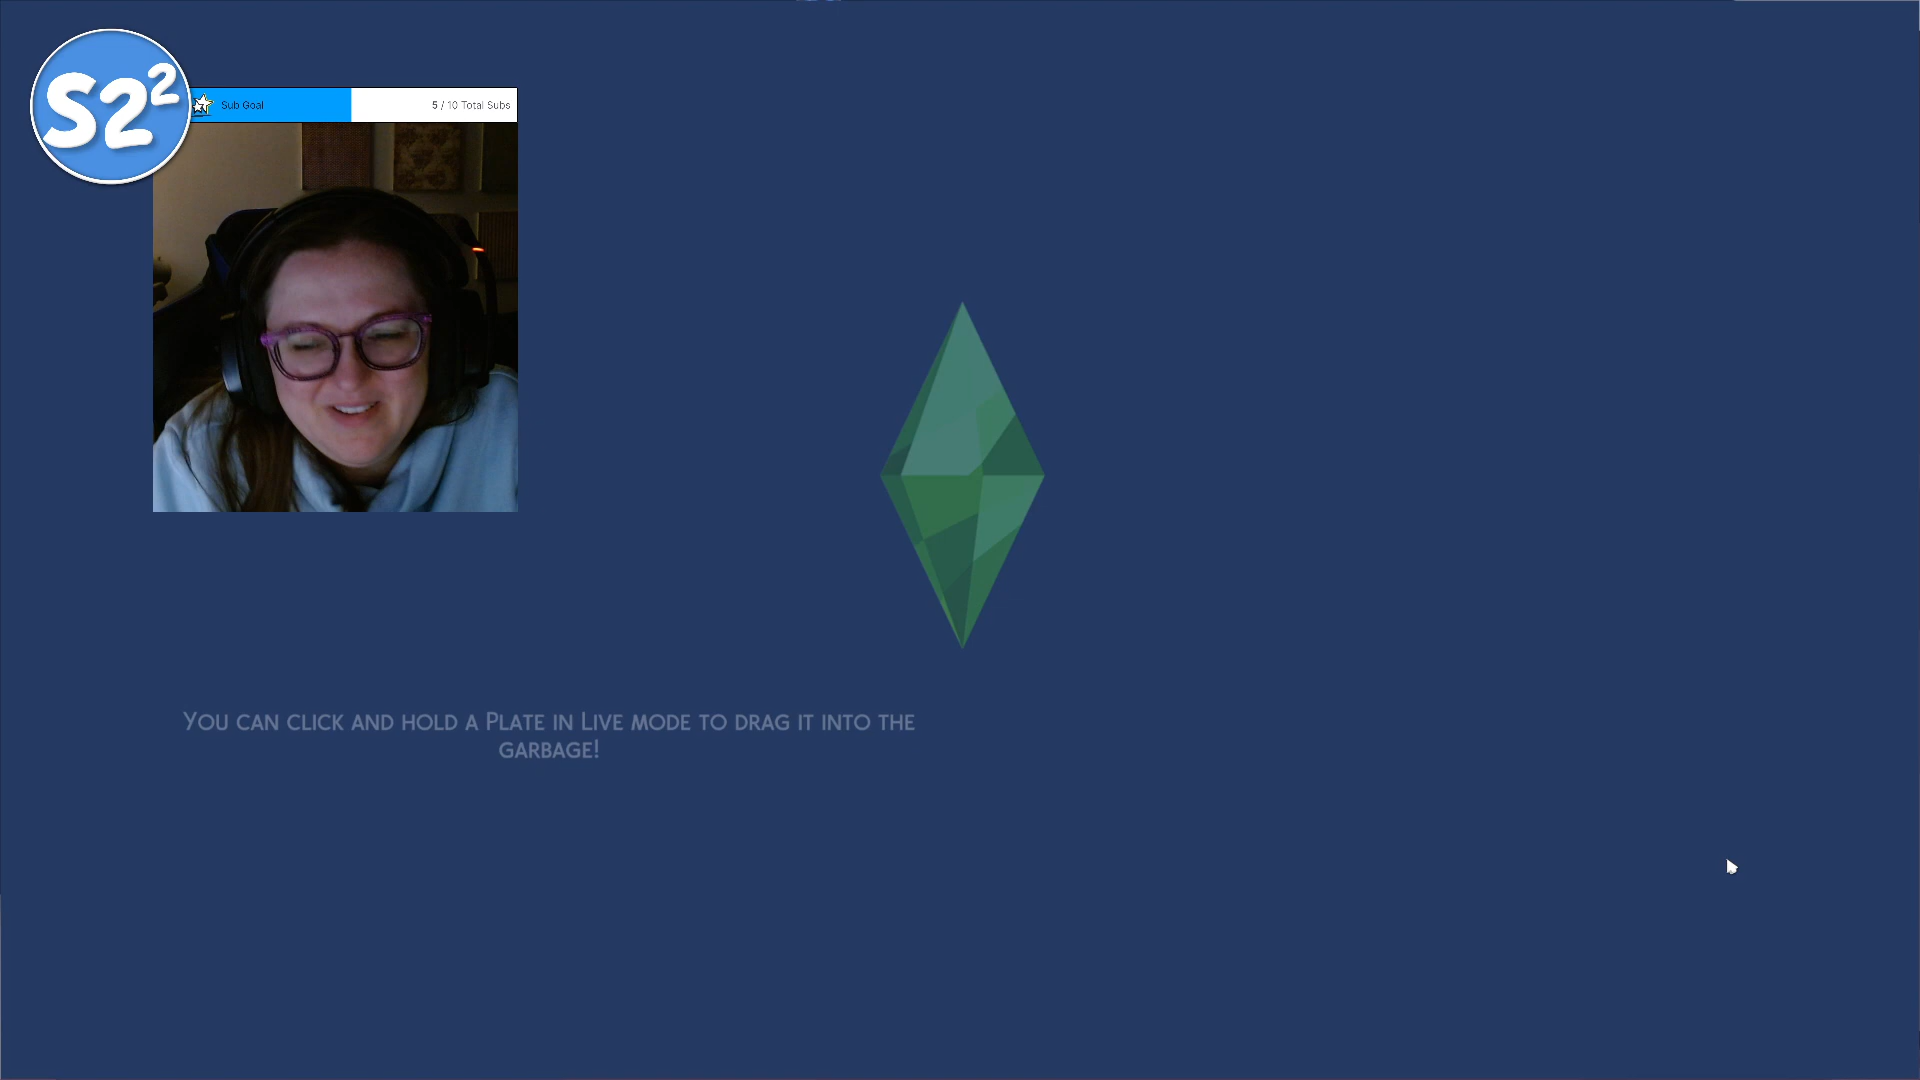 S2²
Sub Goal
5 / 10 Total Subs
You can click and hold a Plate in Live mode to drag it into the
garbage!